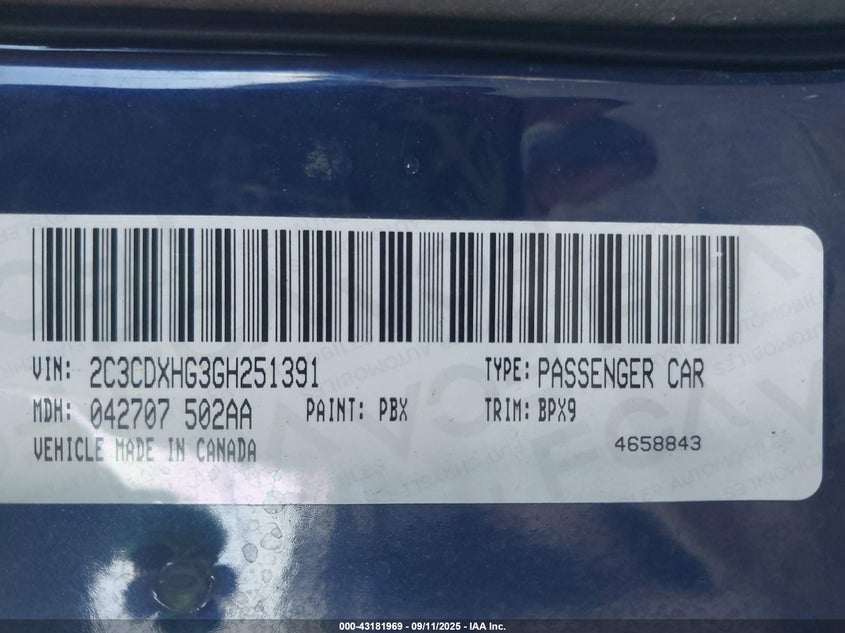 VIN: 2C3CDXHG3GH251391 TYPE: PASSENGER CAR
MDH: 042707 502AA PAINT: PBX TRIM: BPX9
VEHICLE MADE IN CANADA 4658843
000-43181969 - 09/11/2025 - IAA Inc.